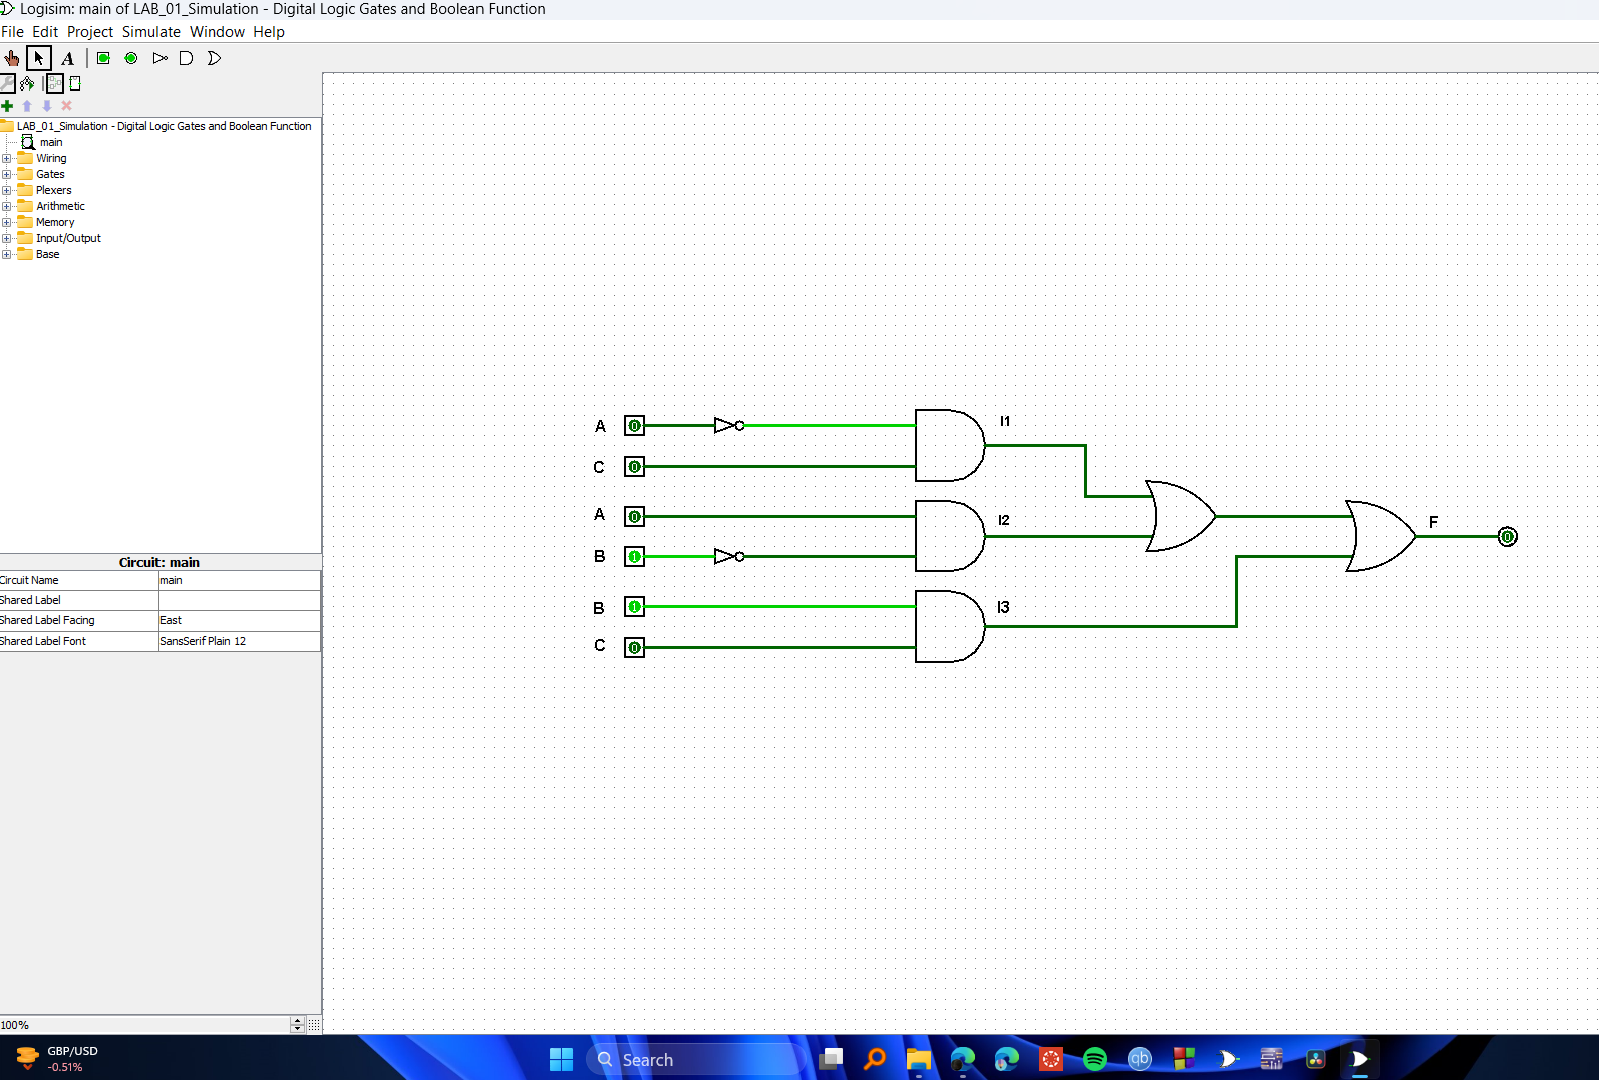 Logisim: main of LAB_01_Simulation - Digital Logic Gates and Boolean Function
File Edit Project Simulate Window Help
A
LAB_01_Simulation - Digital Logic Gates and Boolean Function
main
Wiring
Gates
Plexers
Arithmetic
Memory
Input/Output
Base
Circuit: main
Circuit Name main
Shared Label
Shared Label Facing East
Shared Label Font SansSerif Plain 12
100%
A 0 I1
C 0
A 0 I2
B 1
F 0
B 1 I3
C 0
GBP/USD
-0.51%
Search
qb